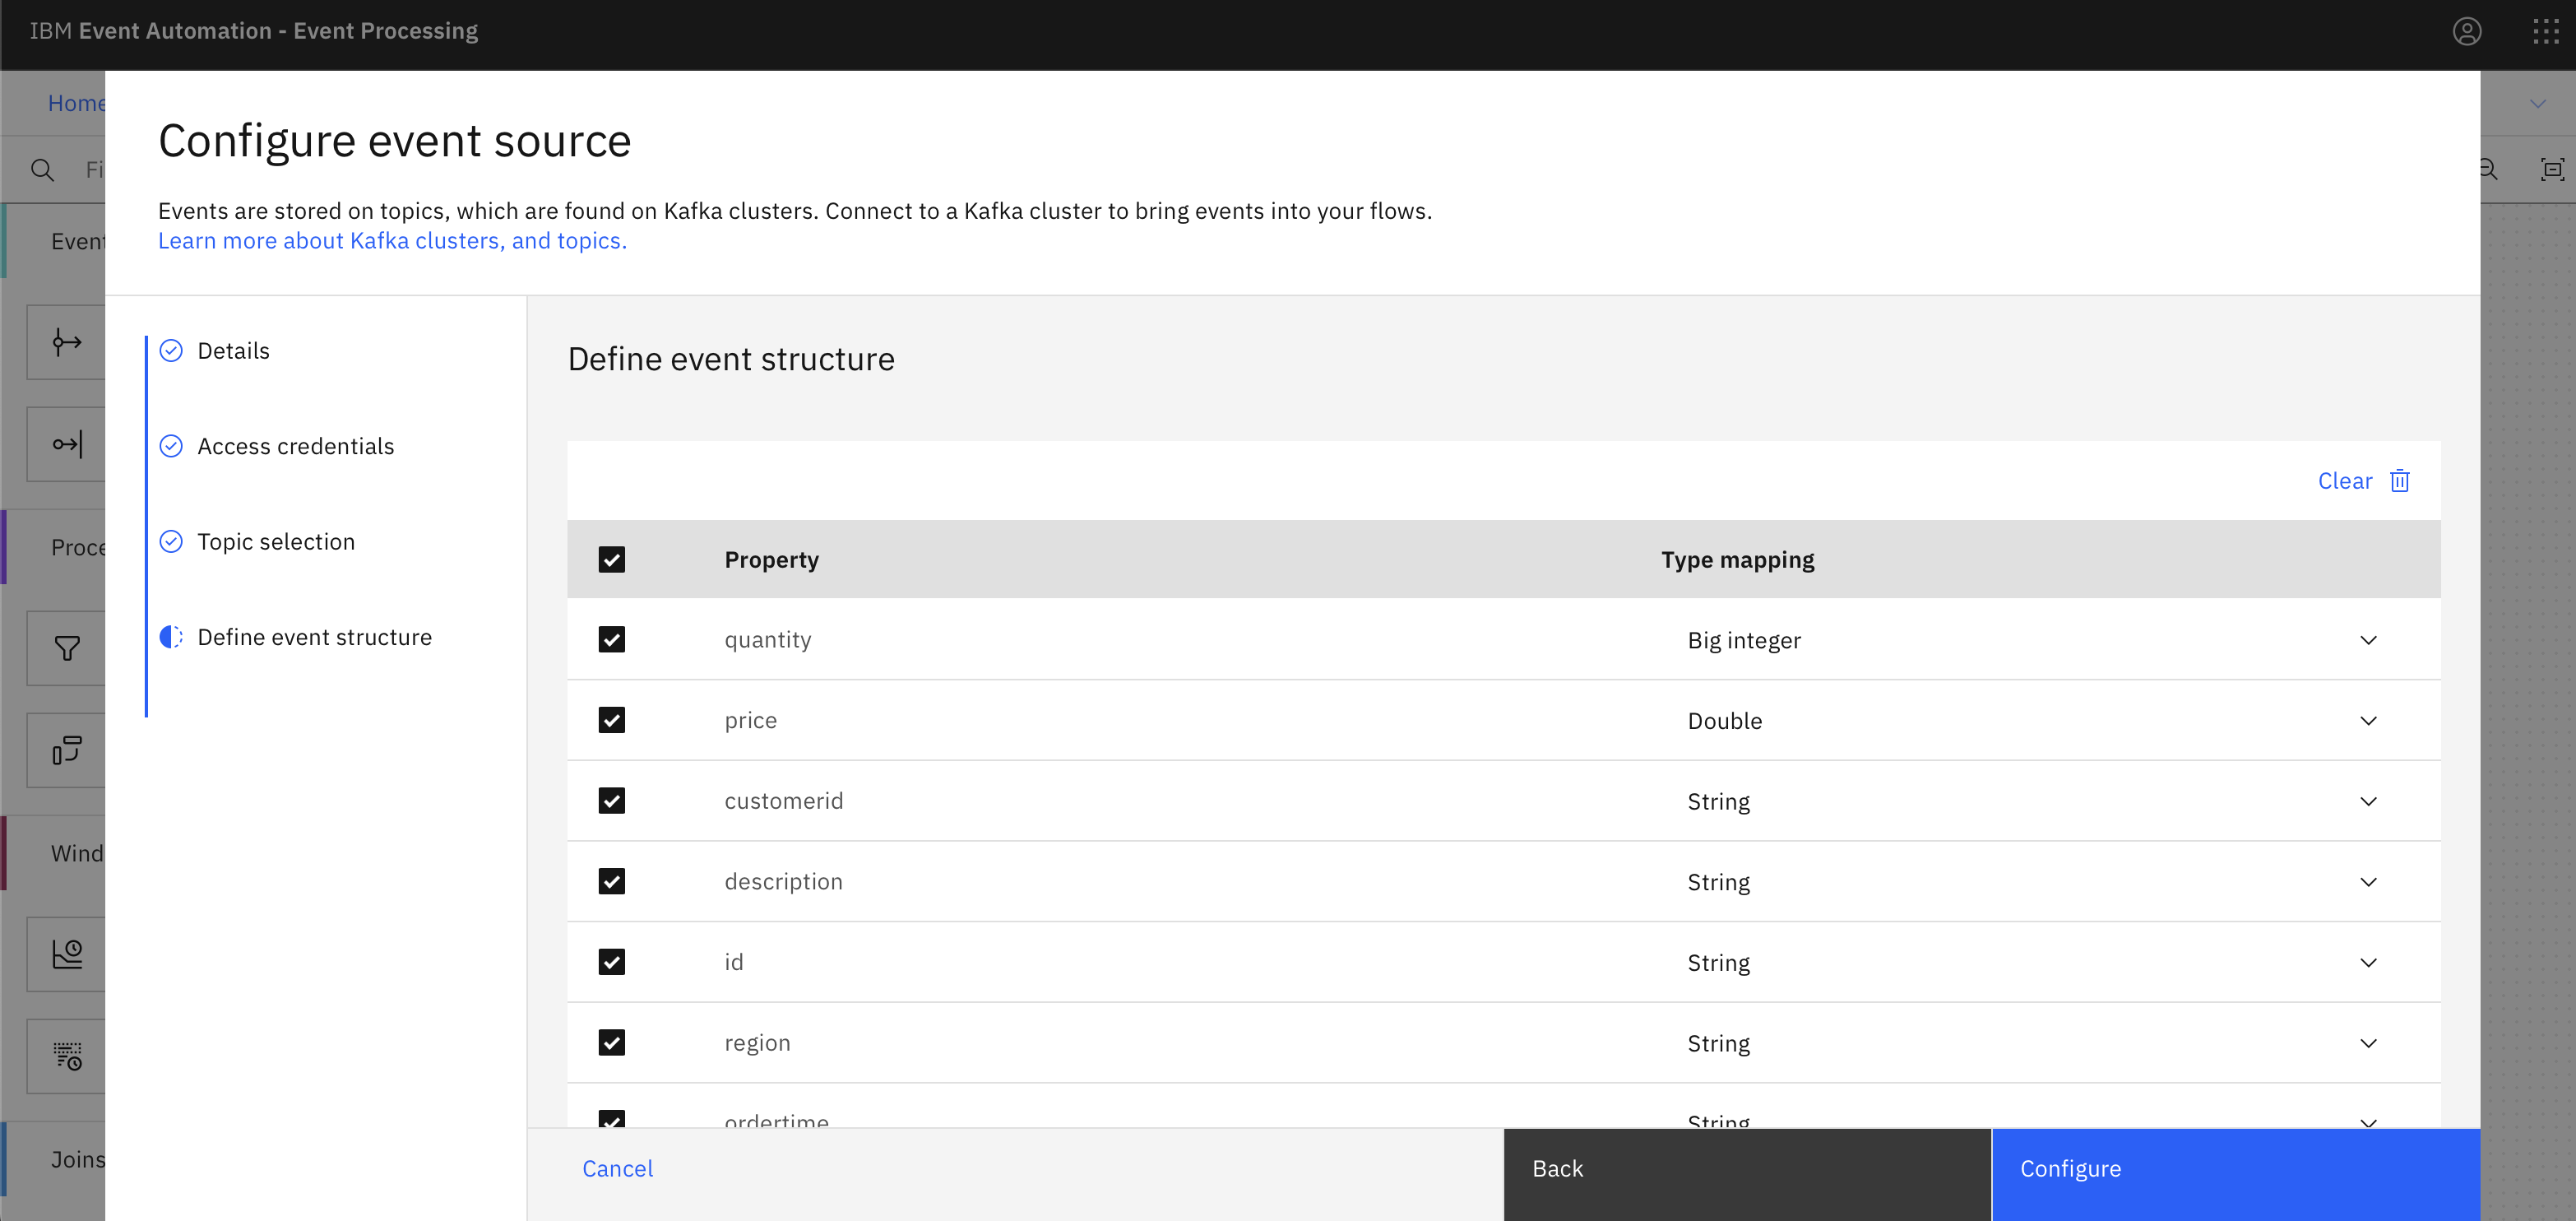 IBM Event Automation - Event Processing
Home
Configure event source
Events are stored on topics, which are found on Kafka clusters. Connect to a Kafka cluster to bring events into your flows.
Learn more about Kafka clusters, and topics.
Fi
Event
Proce
Wind
Joins
Details
Access credentials
Topic selection
Define event structure
Define event structure
Clear
Property Type mapping
quantity Big integer
price Double
customerid String
description String
id String
region String
ordertime String
Cancel Back Configure